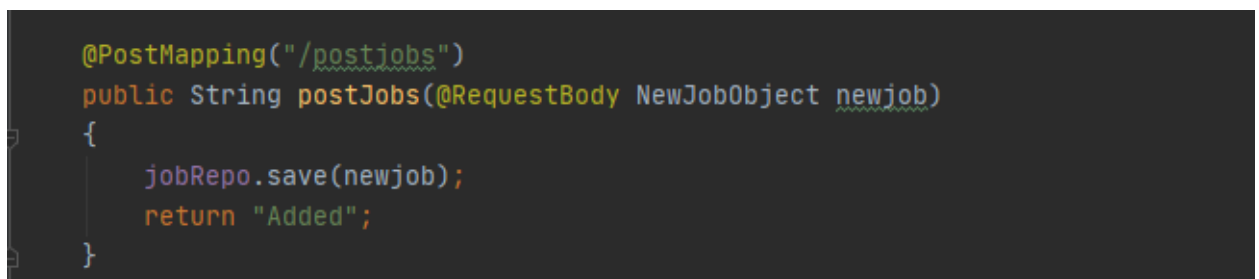 @PostMapping("/postjobs")
public String postJobs(@RequestBody NewJobObject newjob)
{
    jobRepo.save(newjob);
    return "Added";
}